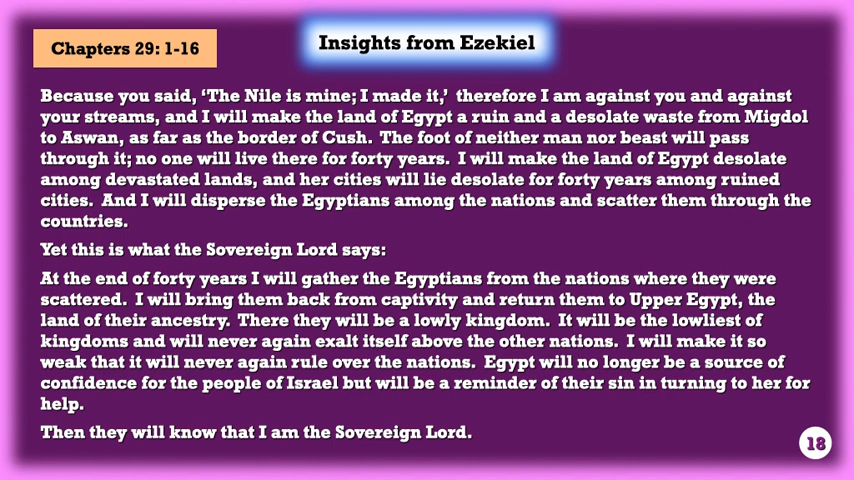 Chapters 29: 1-16
Insights from Ezekiel
Because you said, ‘The Nile is mine; I made it,’ therefore I am against you and against
your streams, and I will make the land of Egypt a ruin and a desolate waste from Migdol
to Aswan, as far as the border of Cush. The foot of neither man nor beast will pass
through it; no one will live there for forty years. I will make the land of Egypt desolate
among devastated lands, and her cities will lie desolate for forty years among ruined
cities. And I will disperse the Egyptians among the nations and scatter them through the
countries.
Yet this is what the Sovereign Lord says:
At the end of forty years I will gather the Egyptians from the nations where they were
scattered. I will bring them back from captivity and return them to Upper Egypt, the
land of their ancestry. There they will be a lowly kingdom. It will be the lowliest of
kingdoms and will never again exalt itself above the other nations. I will make it so
weak that it will never again rule over the nations. Egypt will no longer be a source of
confidence for the people of Israel but will be a reminder of their sin in turning to her for
help.
Then they will know that I am the Sovereign Lord.
18